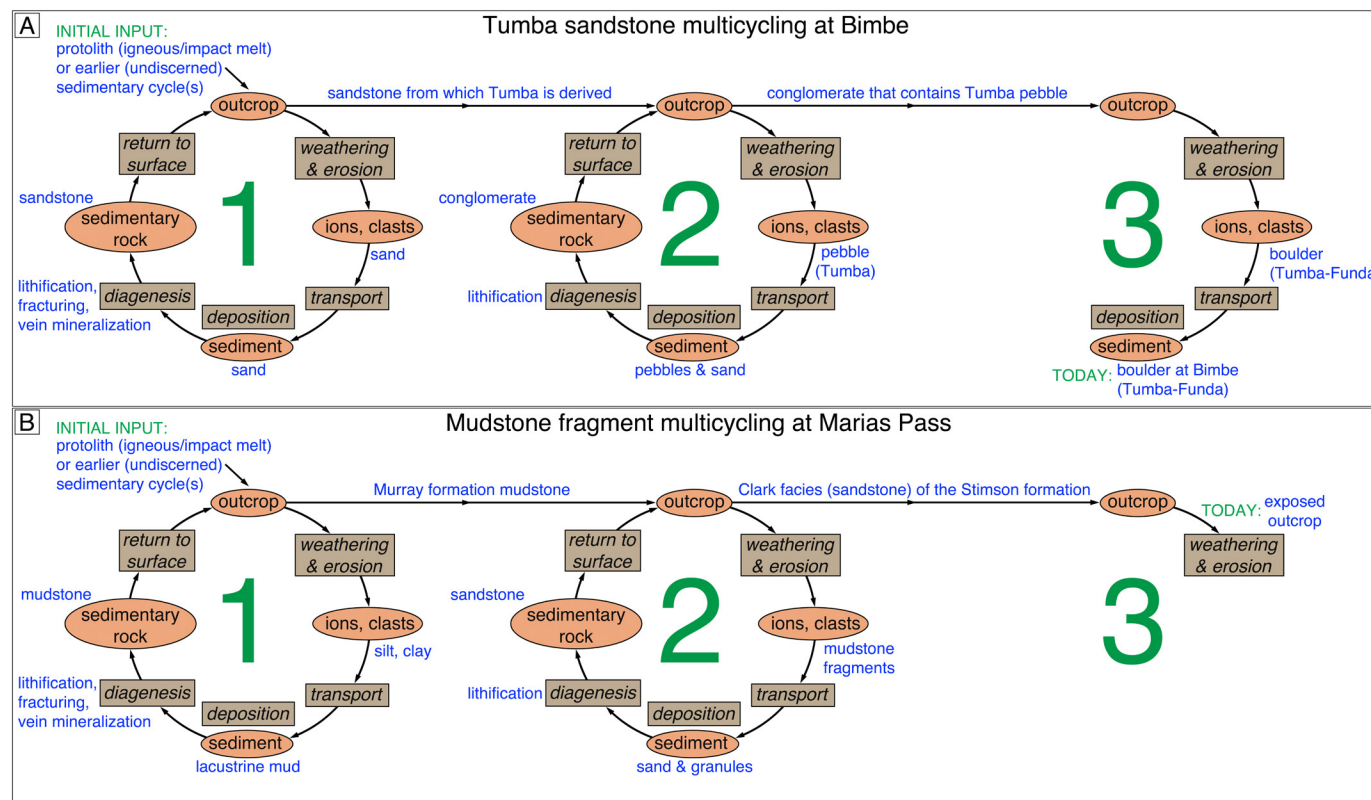 A
Tumba sandstone multicycling at Bimbe
INITIAL INPUT:
protolith (igneous/impact melt)
or earlier (undiscerned)
sedimentary cycle(s)
outcrop
sandstone from which Tumba is derived
outcrop
conglomerate that contains Tumba pebble
outcrop
return to
surface
weathering
& erosion
return to
surface
weathering
& erosion
weathering
& erosion
sandstone
sedimentary
rock
1
ions, clasts
sand
conglomerate
sedimentary
rock
2
ions, clasts
pebble
(Tumba)
3
ions, clasts
boulder
(Tumba-Funda
lithification,
fracturing,
vein mineralization
diagenesis
deposition
transport
lithification
diagenesis
deposition
transport
deposition
transport
sediment
sand
sediment
pebbles & sand
sediment
TODAY:
boulder at Bimbe
(Tumba-Funda)
B
Mudstone fragment multicycling at Marias Pass
INITIAL INPUT:
protolith (igneous/impact melt)
or earlier (undiscerned)
sedimentary cycle(s)
outcrop
Murray formation mudstone
outcrop
Clark facies (sandstone) of the Stimson formation
outcrop
TODAY:
exposed
outcrop
return to
surface
weathering
& erosion
return to
surface
weathering
& erosion
weathering
& erosion
mudstone
sedimentary
rock
1
ions, clasts
silt, clay
sandstone
sedimentary
rock
2
ions, clasts
mudstone
fragments
3
lithification,
fracturing,
vein mineralization
diagenesis
deposition
transport
lithification
diagenesis
deposition
transport
sediment
lacustrine mud
sediment
sand & granules